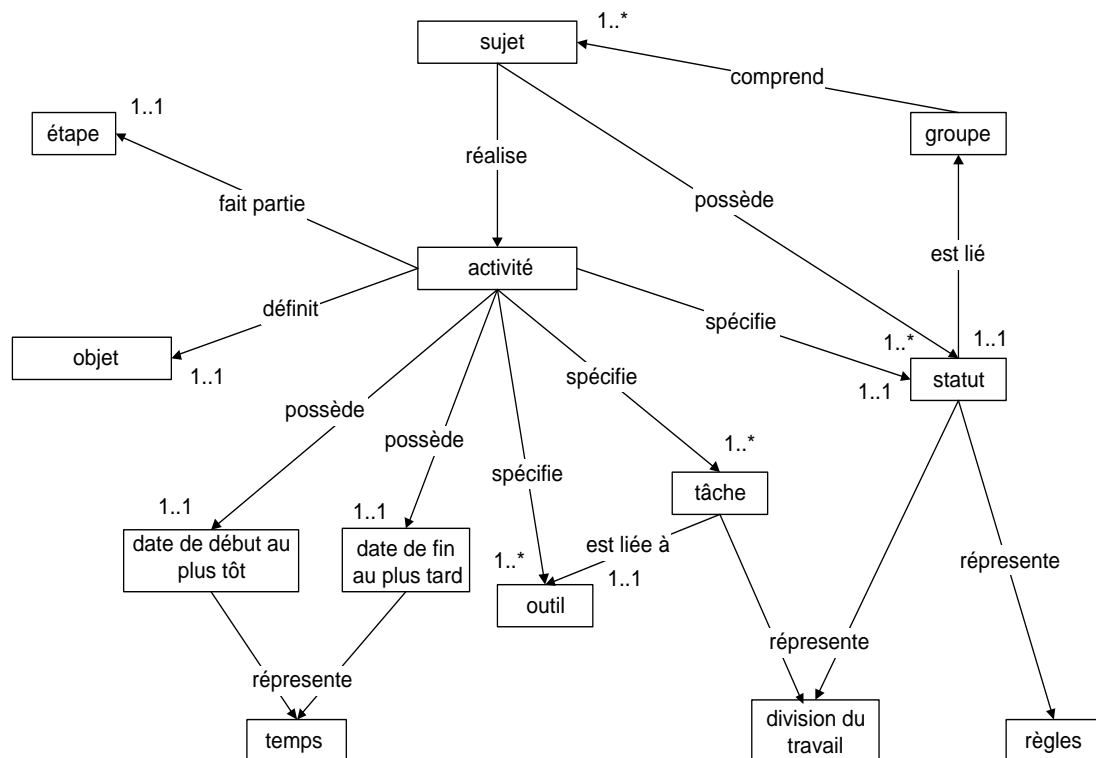 1..*
sujet
comprend
1..1
étape
groupe
réalise
fait partie
possède
activité
est lié
définit
spécifie
1..*
1..1
objet
1..1
spécifie
1..1
statut
possède
possède
1..*
spécifie
tâche
1..1
1..1
date de début au
plus tôt
date de fin
au plus tard
est liée à
1..*
1..1
outil
répresente
répresente
répresente
temps
division du
travail
règles